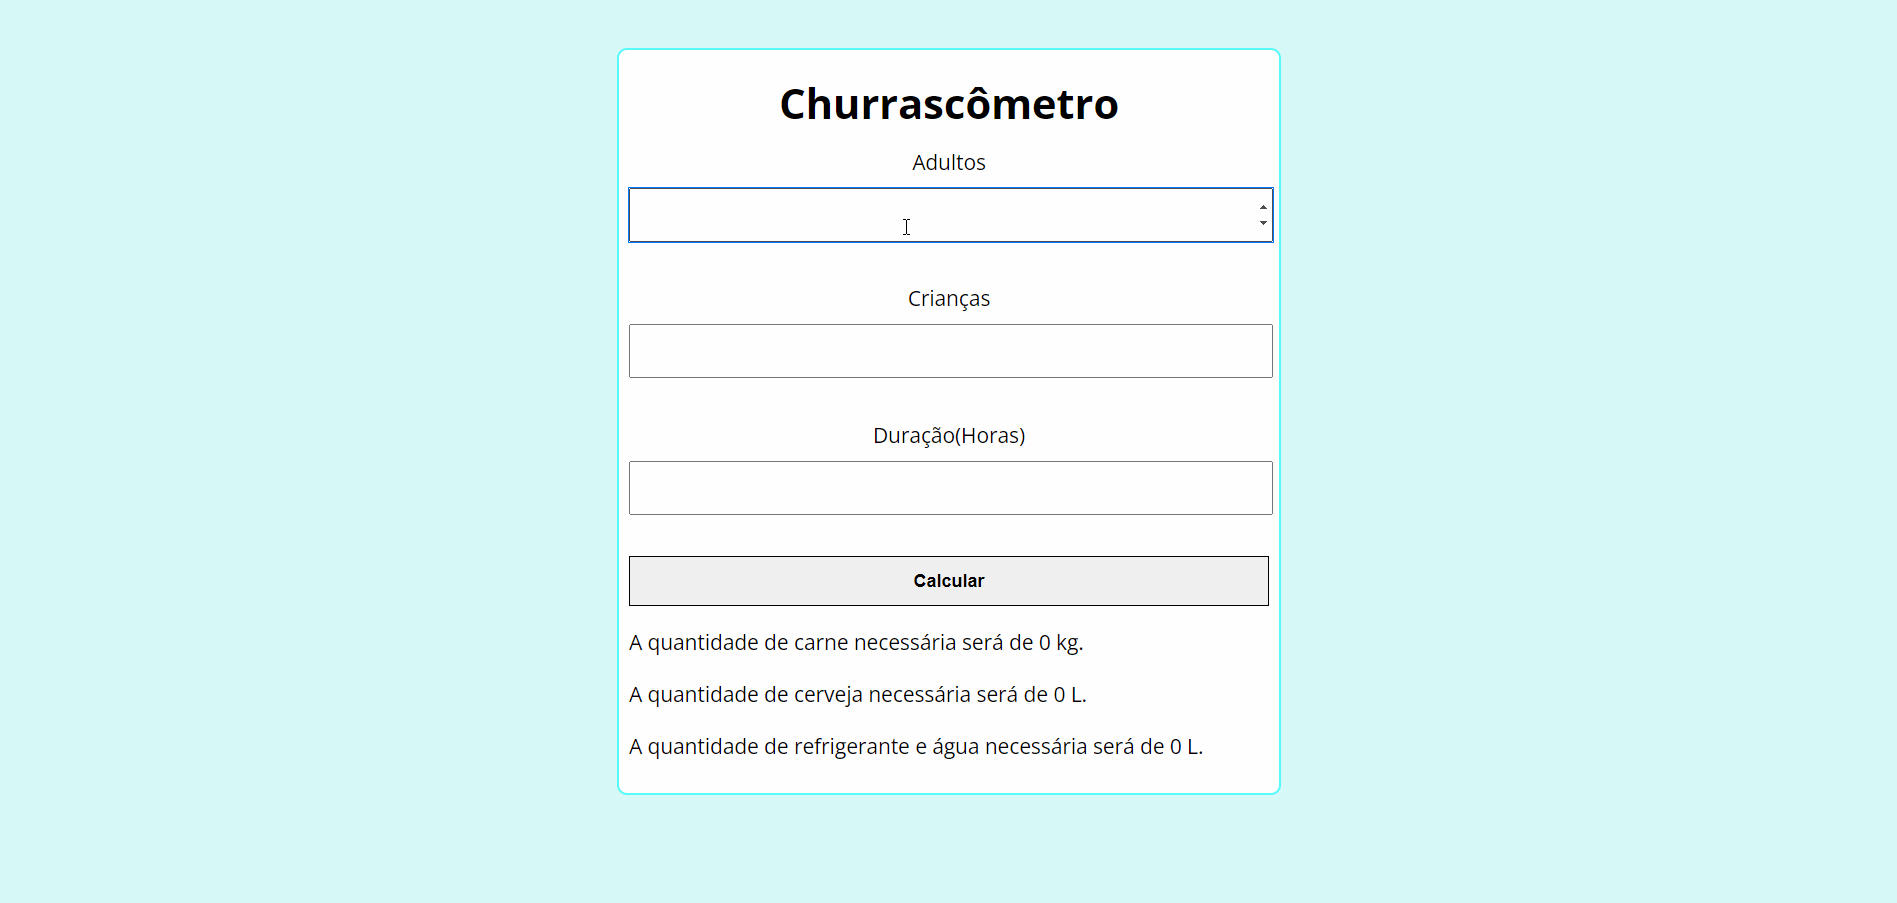 Churrascômetro
Adultos
Crianças
Duração(Horas)
Calcular
A quantidade de carne necessária será de 0 kg.
A quantidade de cerveja necessária será de 0 L.
A quantidade de refrigerante e água necessária será de 0 L.